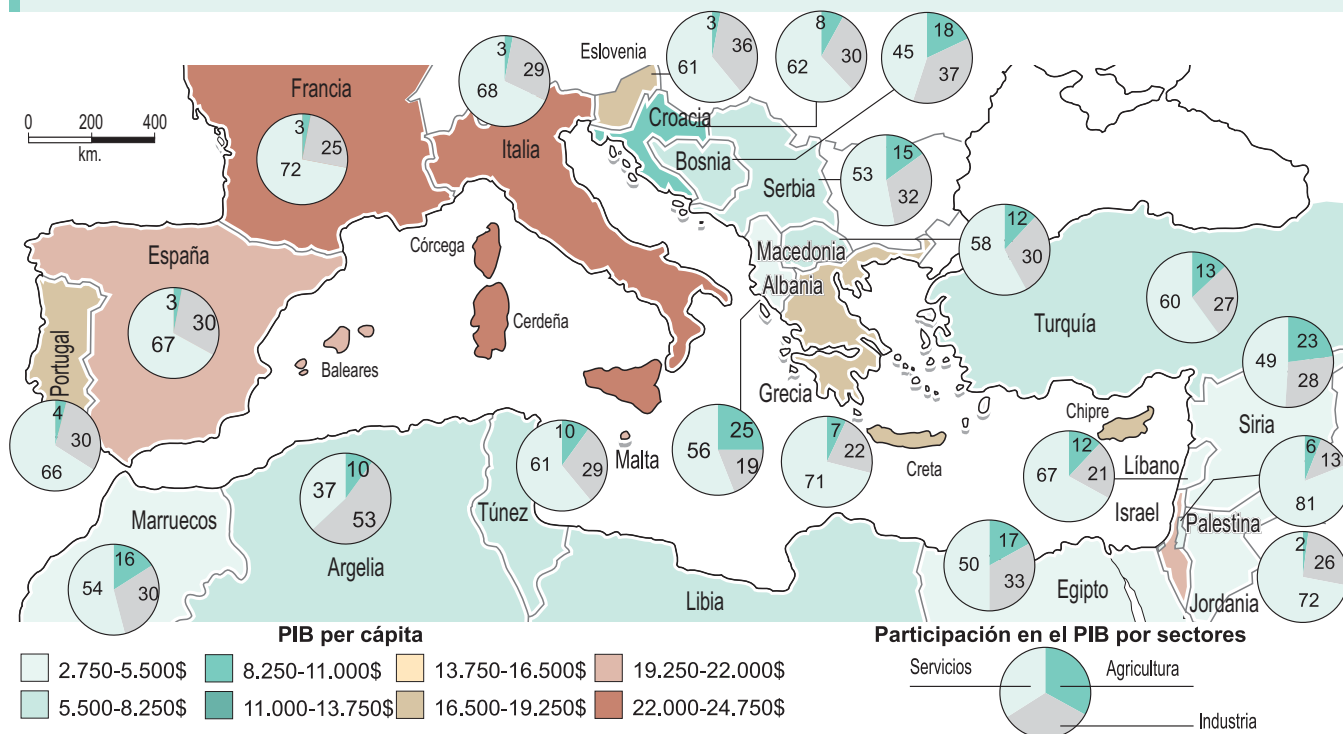 3
36
61
Eslovenia
8
30
62
18
45
37
3
29
68
Francia
0 200 400
km.
3
25
72
Italia
Croacia
Bosnia
Serbia
15
53
32
12
58
30
Macedonia
Albania
Córcega
España
Cerdeña
3
30
67
Baleares
Portugal
4
30
66
Grecia
Turquía
13
60
27
23
49
28
Siria
Chipre
Creta
Malta
10
61
29
25
56
19
7
22
71
12
67
21
Líbano
Israel
6
13
81
Palestina
2
26
72
Jordania
Marruecos
16
54
30
10
37
53
Argelia
Túnez
Libia
17
50
33
Egipto
PIB per cápita
2.750-5.500$
8.250-11.000$
13.750-16.500$
19.250-22.000$
5.500-8.250$
11.000-13.750$
16.500-19.250$
22.000-24.750$
Participación en el PIB por sectores
Servicios
Agricultura
Industria